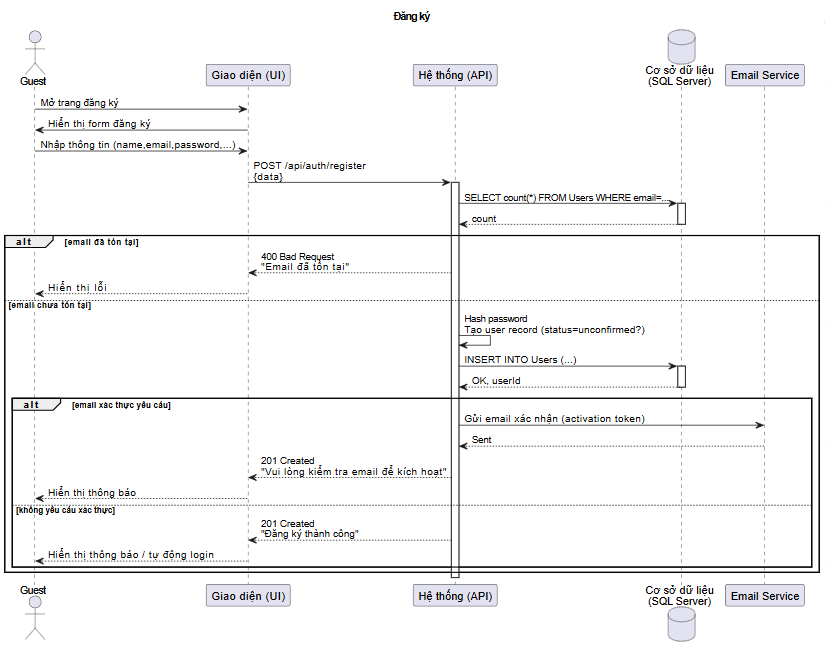 Đăng ký
Guest
Giao diện (UI)
Hệ thống (API)
Cơ sở dữ liệu
(SQL Server)
Email Service
Mở trang đăng ký
Hiển thị form đăng ký
Nhập thông tin (name,email,password,...)
POST /api/auth/register
{data}
SELECT count(*) FROM Users WHERE email=...
count
alt [email đã tồn tại]
400 Bad Request
"Email đã tồn tại"
Hiển thị lỗi
[email chưa tồn tại]
Hash password
Tạo user record (status=unconfirmed?)
INSERT INTO Users (...)
OK, userId
alt [email xác thực yêu cầu]
Gửi email xác nhận (activation token)
Sent
201 Created
"Vui lòng kiểm tra email để kích hoạt"
Hiển thị thông báo
[không yêu cầu xác thực]
201 Created
"Đăng ký thành công"
Hiển thị thông báo / tự động login
Guest
Giao diện (UI)
Hệ thống (API)
Cơ sở dữ liệu
(SQL Server)
Email Service